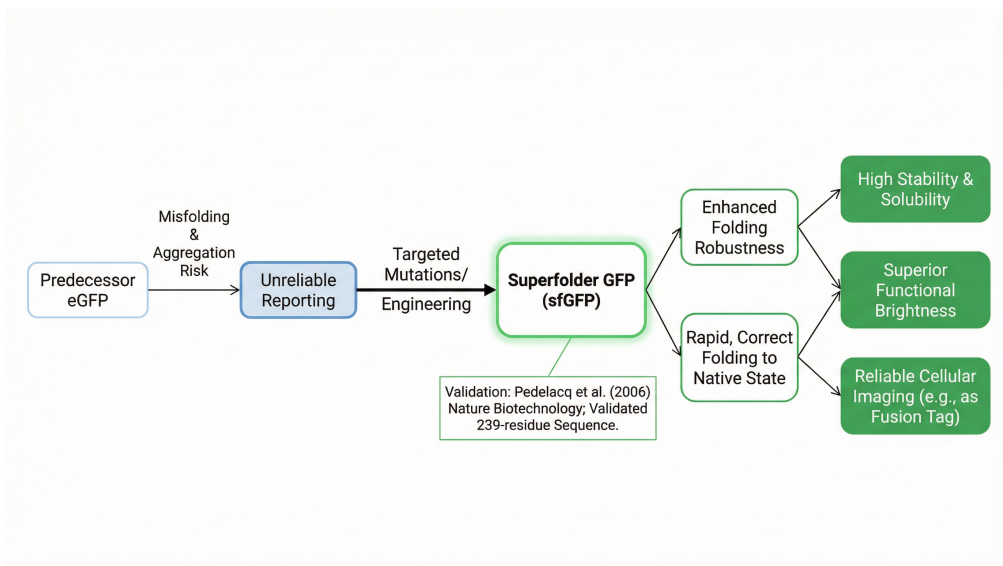 Predecessor
eGFP
Misfolding
&
Aggregation
Risk
Unreliable
Reporting
Targeted
Mutations/
Engineering
Superfolder GFP
(sfGFP)
Validation: Pedelacq et al. (2006)
Nature Biotechnology; Validated
239-residue Sequence.
Enhanced
Folding
Robustness
Rapid, Correct
Folding to
Native State
High Stability &
Solubility
Superior
Functional
Brightness
Reliable Cellular
Imaging (e.g., as
Fusion Tag)